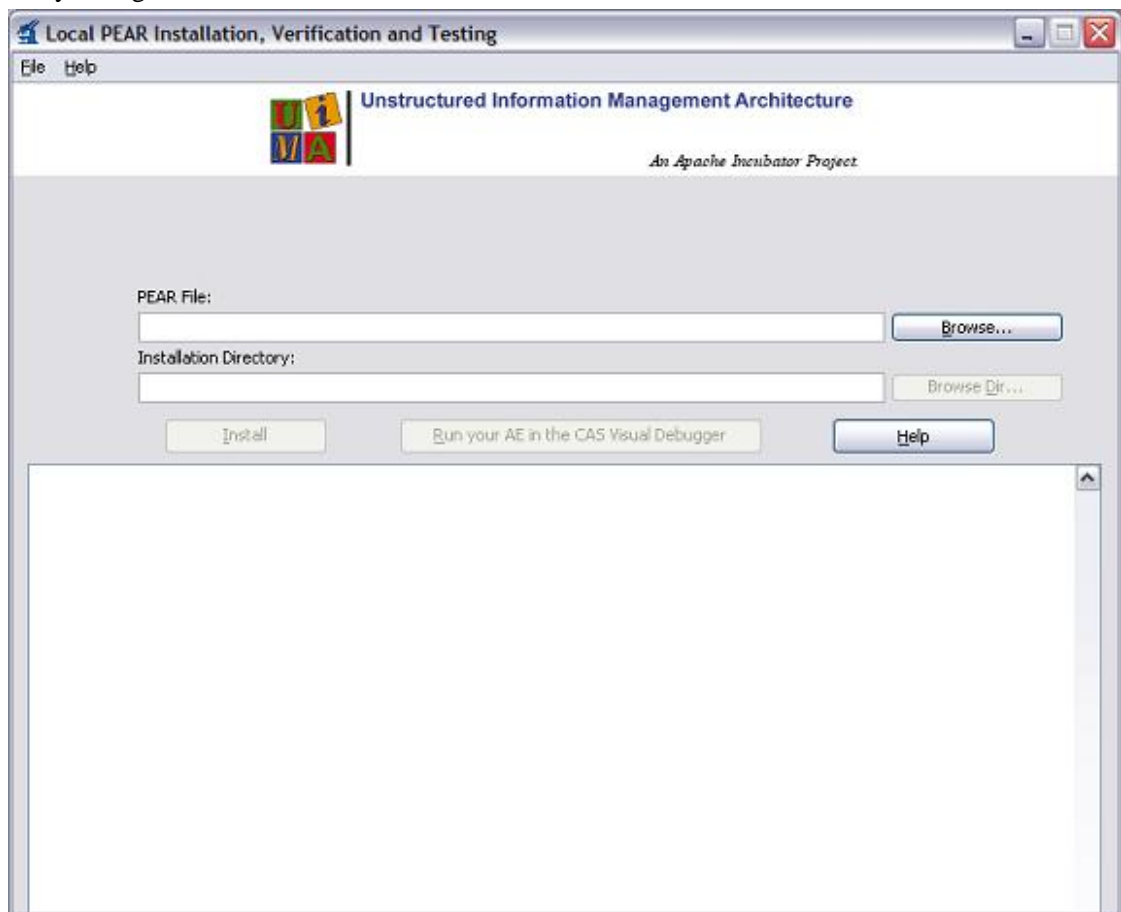 Local PEAR Installation, Verification and Testing
File Help
UiMA
Unstructured Information Management Architecture
An Apache Incubator Project
PEAR File:
Browse...
Installation Directory:
Browse Dir...
Install
Run your AE in the CAS Visual Debugger
Help